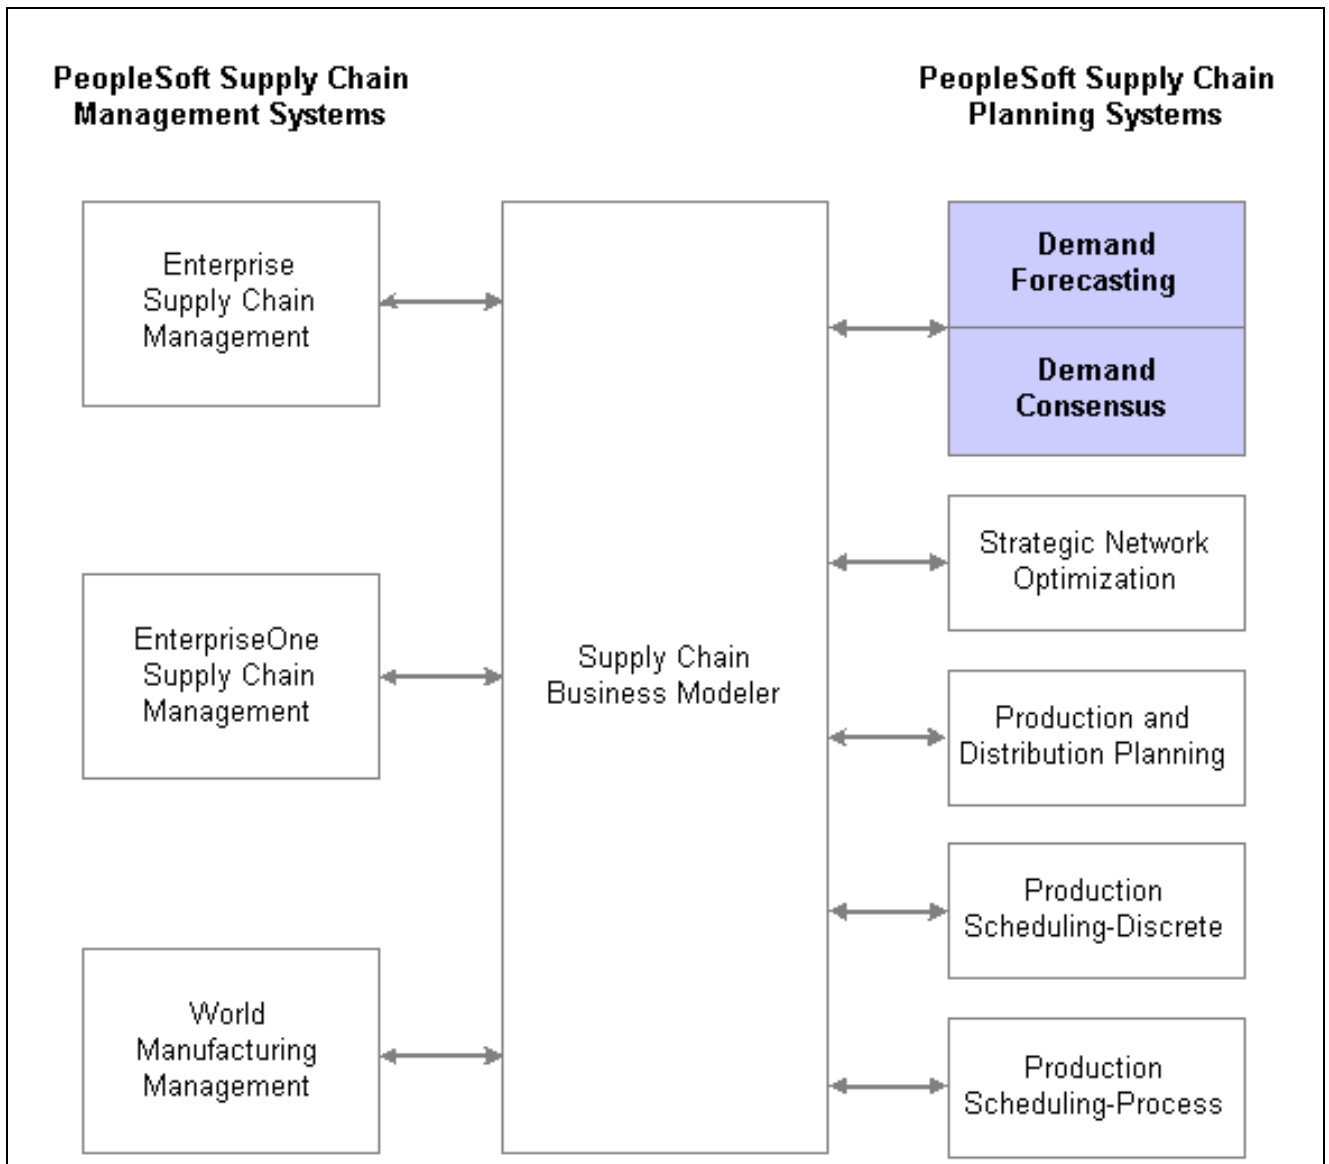 PeopleSoft Supply Chain
Management Systems
PeopleSoft Supply Chain
Planning Systems
Enterprise
Supply Chain
Management
EnterpriseOne
Supply Chain
Management
World
Manufacturing
Management
Supply Chain
Business Modeler
Demand
Forecasting
Demand
Consensus
Strategic Network
Optimization
Production and
Distribution Planning
Production
Scheduling-Discrete
Production
Scheduling-Process